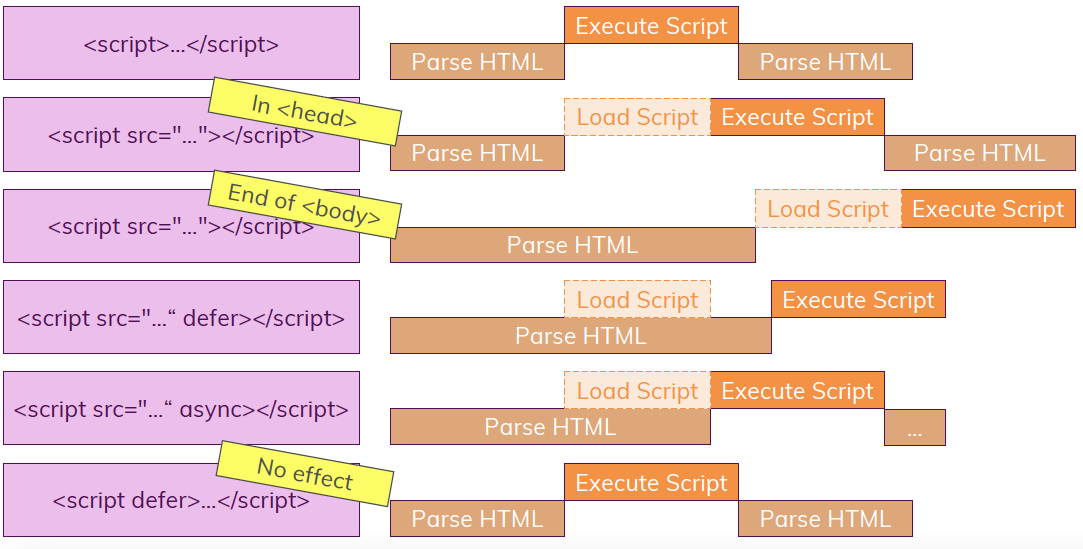 <script>...</script>
Execute Script
Parse HTML
Parse HTML
In <head>
<script src="..."></script>
Load Script
Execute Script
Parse HTML
Parse HTML
End of <body>
<script src="..."></script>
Load Script
Execute Script
Parse HTML
<script src="...“ defer></script>
Load Script
Execute Script
Parse HTML
<script src="...“ async></script>
Load Script
Execute Script
Parse HTML
...
No effect
<script defer>...</script>
Execute Script
Parse HTML
Parse HTML